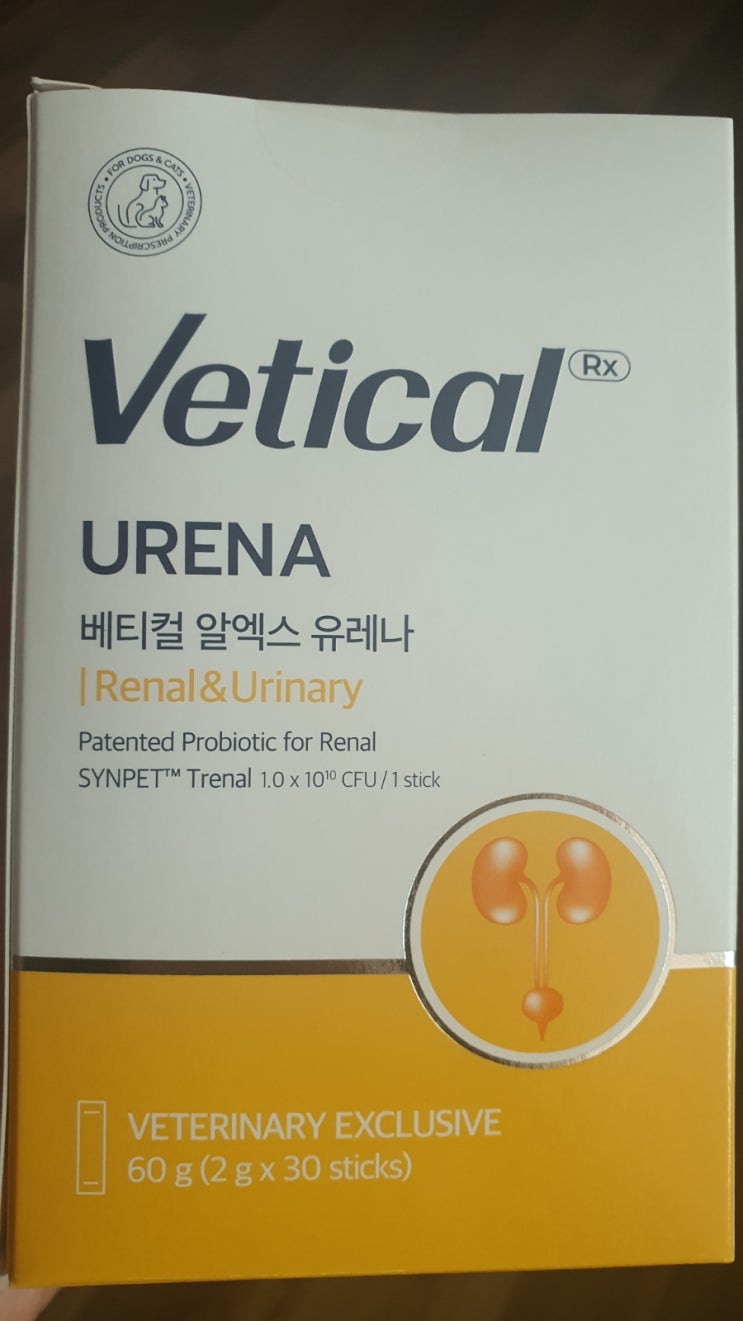 FOR DOGS & CATS • VETERINARY PRESCRIPTION PRODUCTS •
Vetical Rx
URENA
베티컬 알엑스 유레나
|Renal&Urinary
Patented Probiotic for Renal
SYNPET™ Trenal 1.0 x 10¹⁰ CFU / 1 stick
VETERINARY EXCLUSIVE
60 g (2 g x 30 sticks)